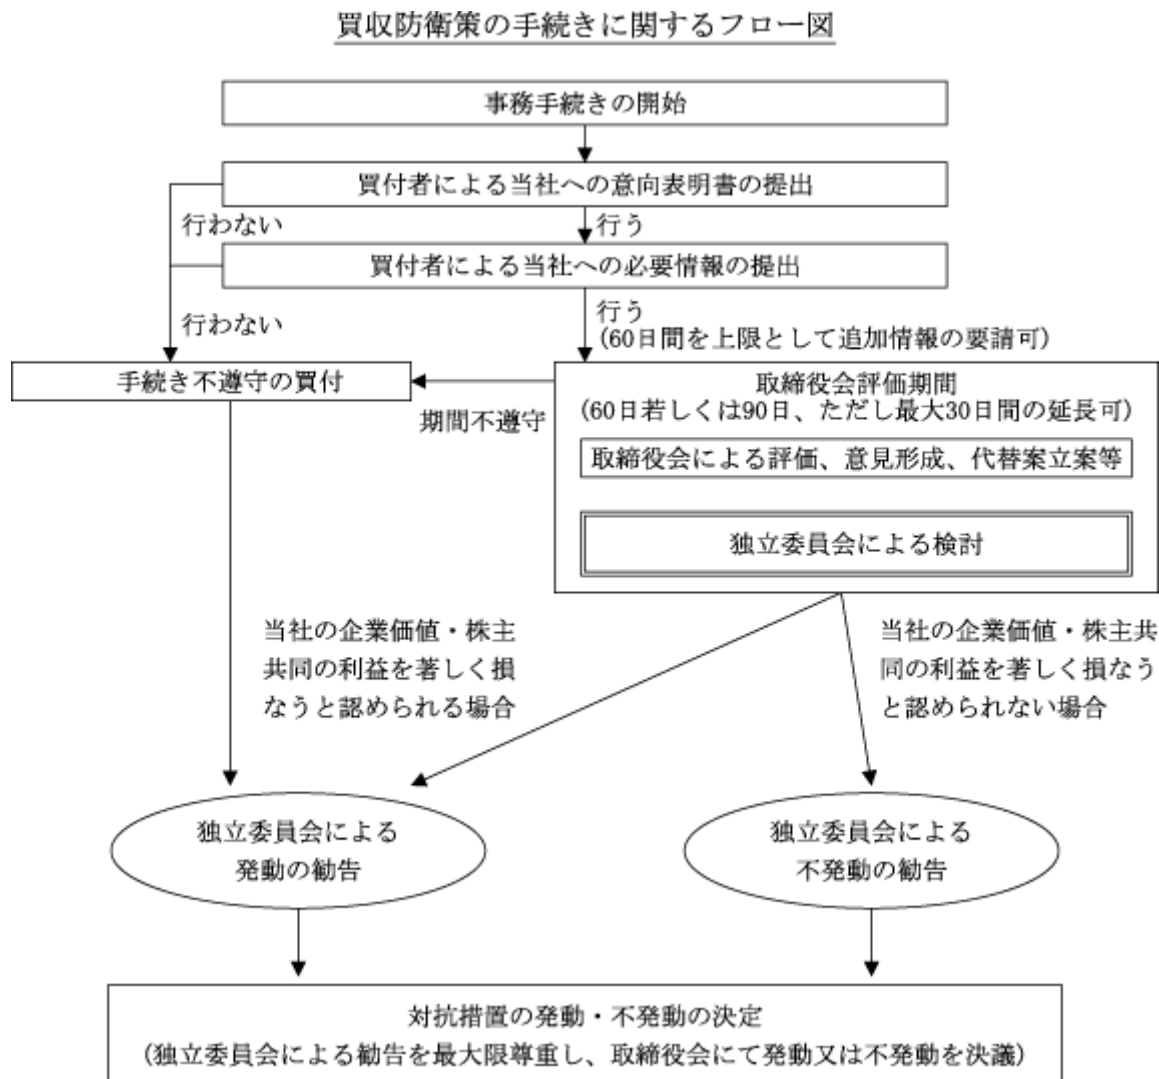 買収防衛策の手続きに関するフロー図
事務手続きの開始
買付者による当社への意向表明書の提出
行わない
行う
買付者による当社への必要情報の提出
行わない
行う
(60日間を上限として追加情報の要請可)
手続き不遵守の買付
期間不遵守
取締役会評価期間
(60日若しくは90日、ただし最大30日間の延長可)
取締役会による評価、意見形成、代替案立案等
独立委員会による検討
当社の企業価値・株主
共同の利益を著しく損
なうと認められる場合
当社の企業価値・株主共
同の利益を著しく損なう
と認められない場合
独立委員会による
発動の勧告
独立委員会による
不発動の勧告
対抗措置の発動・不発動の決定
(独立委員会による勧告を最大限尊重し、取締役会にて発動又は不発動を決議)